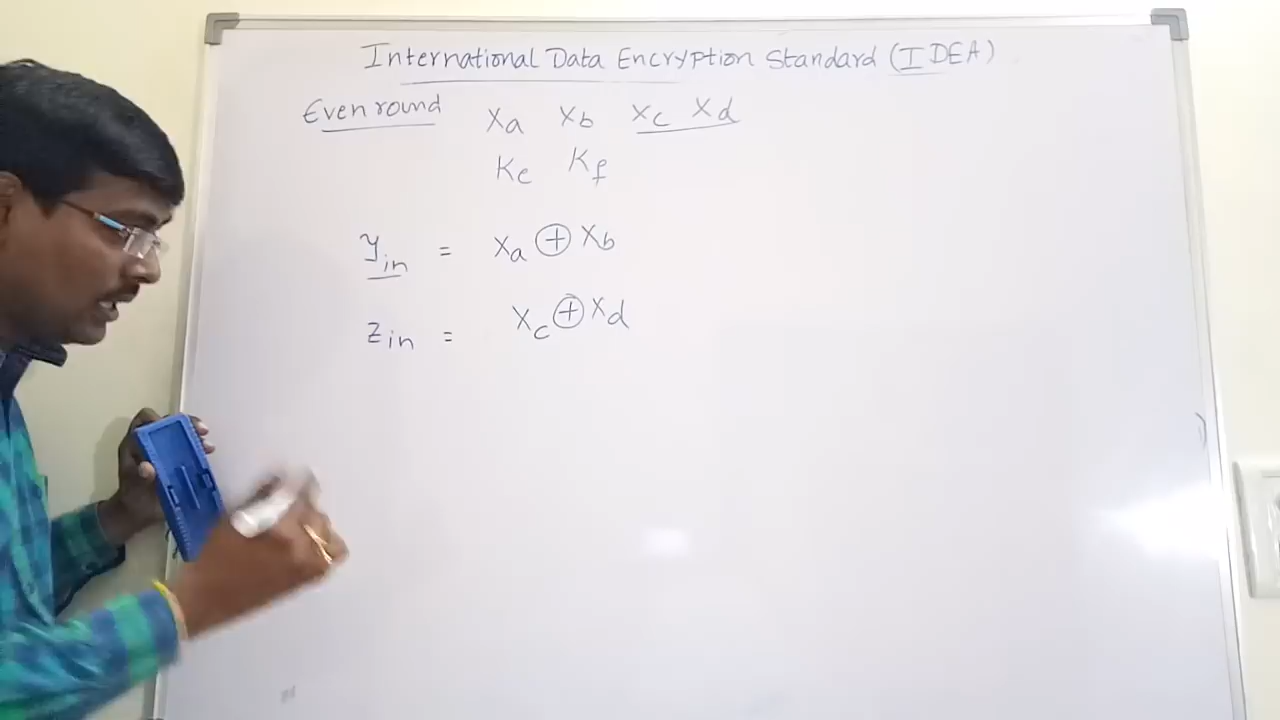 International Data Encryption Standard (IDEA)
Even round Xa Xb Xc Xd
Ke Kf
Yin = Xa ⊕ Xb
Zin = Xc ⊕ Xd